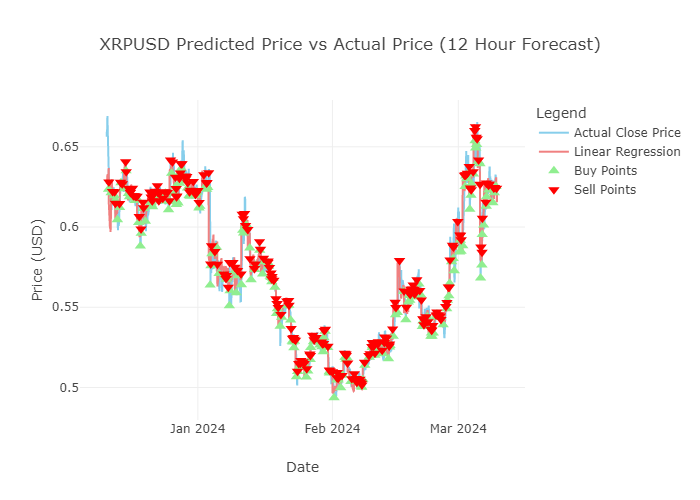 XRPUSD Predicted Price vs Actual Price (12 Hour Forecast)
Legend
Actual Close Price
Linear Regression
Buy Points
Sell Points
Price (USD)
0.65
0.6
0.55
0.5
Jan 2024
Feb 2024
Mar 2024
Date